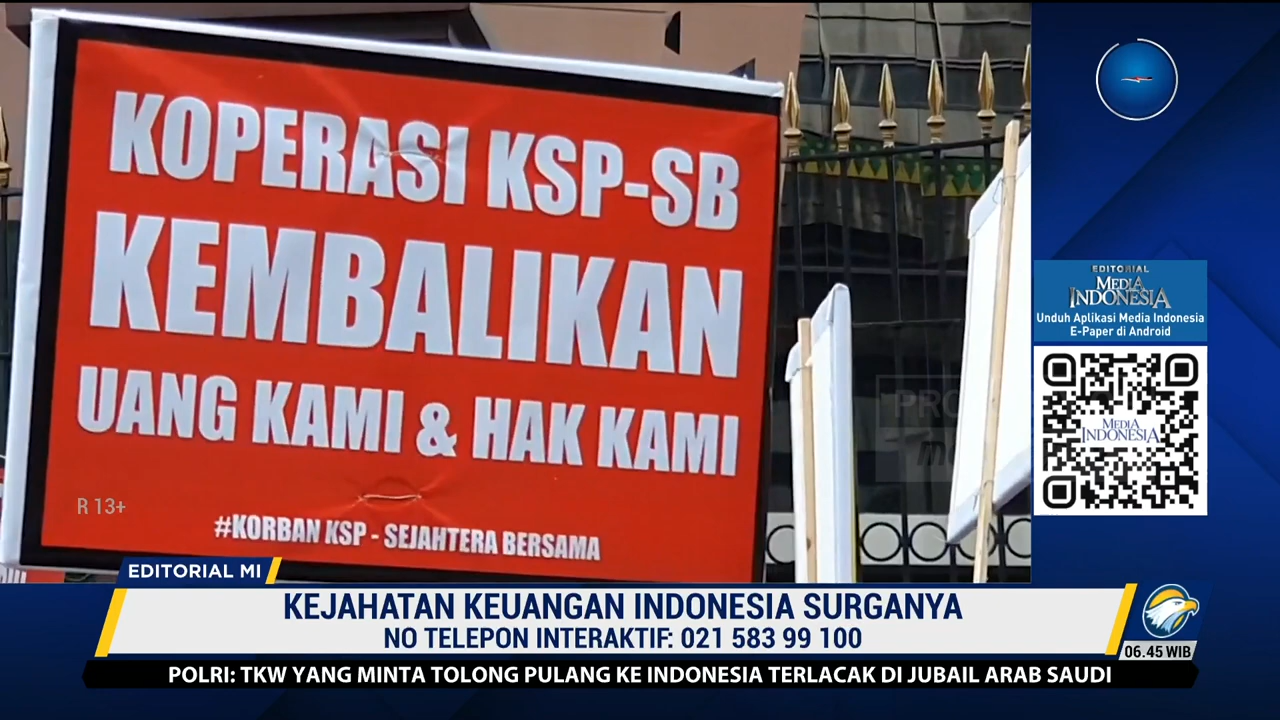 KOPERASI KSP-SB
KEMBALIKAN
UANG KAMI & HAK KAMI
#KORBAN KSP - SEJAHTERA BERSAMA
R 13+
EDITORIAL
MEDIA
INDONESIA
Unduh Aplikasi Media Indonesia
E-Paper di Android
MEDIA
INDONESIA
EDITORIAL MI
KEJAHATAN KEUANGAN INDONESIA SURGANYA
NO TELEPON INTERAKTIF: 021 583 99 100
06.45 WIB
POLRI: TKW YANG MINTA TOLONG PULANG KE INDONESIA TERLACAK DI JUBAIL ARAB SAUDI